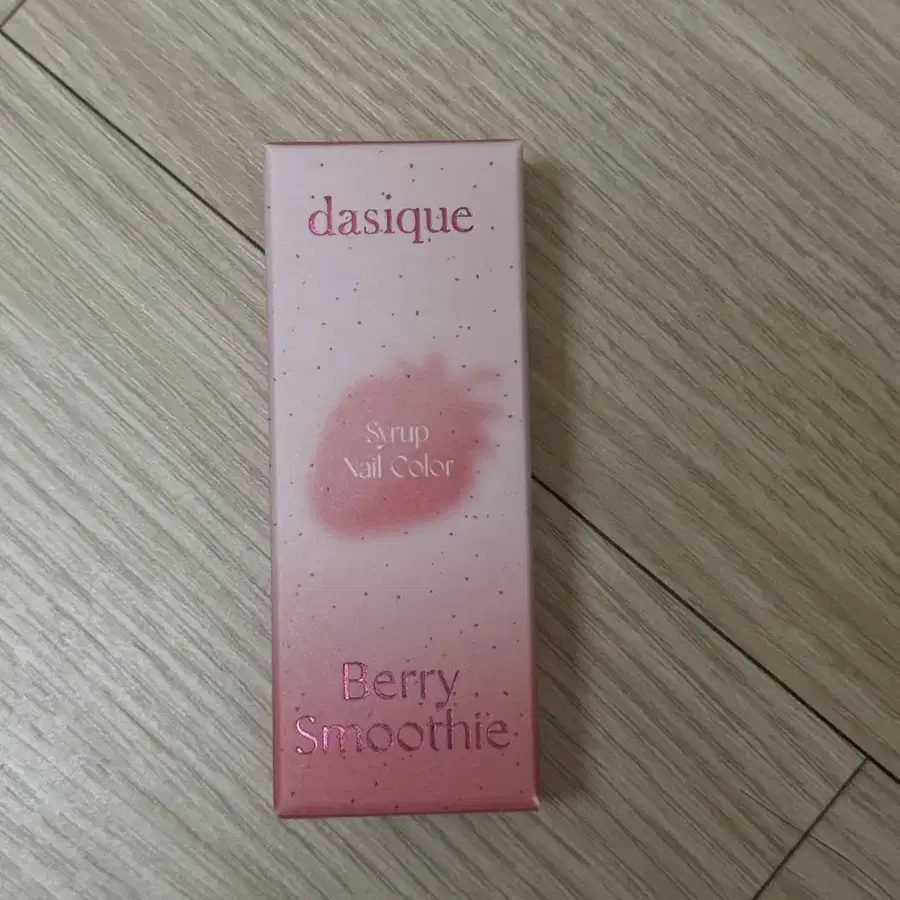 dasique
Syrup
Nail Color
Berry
Smoothie